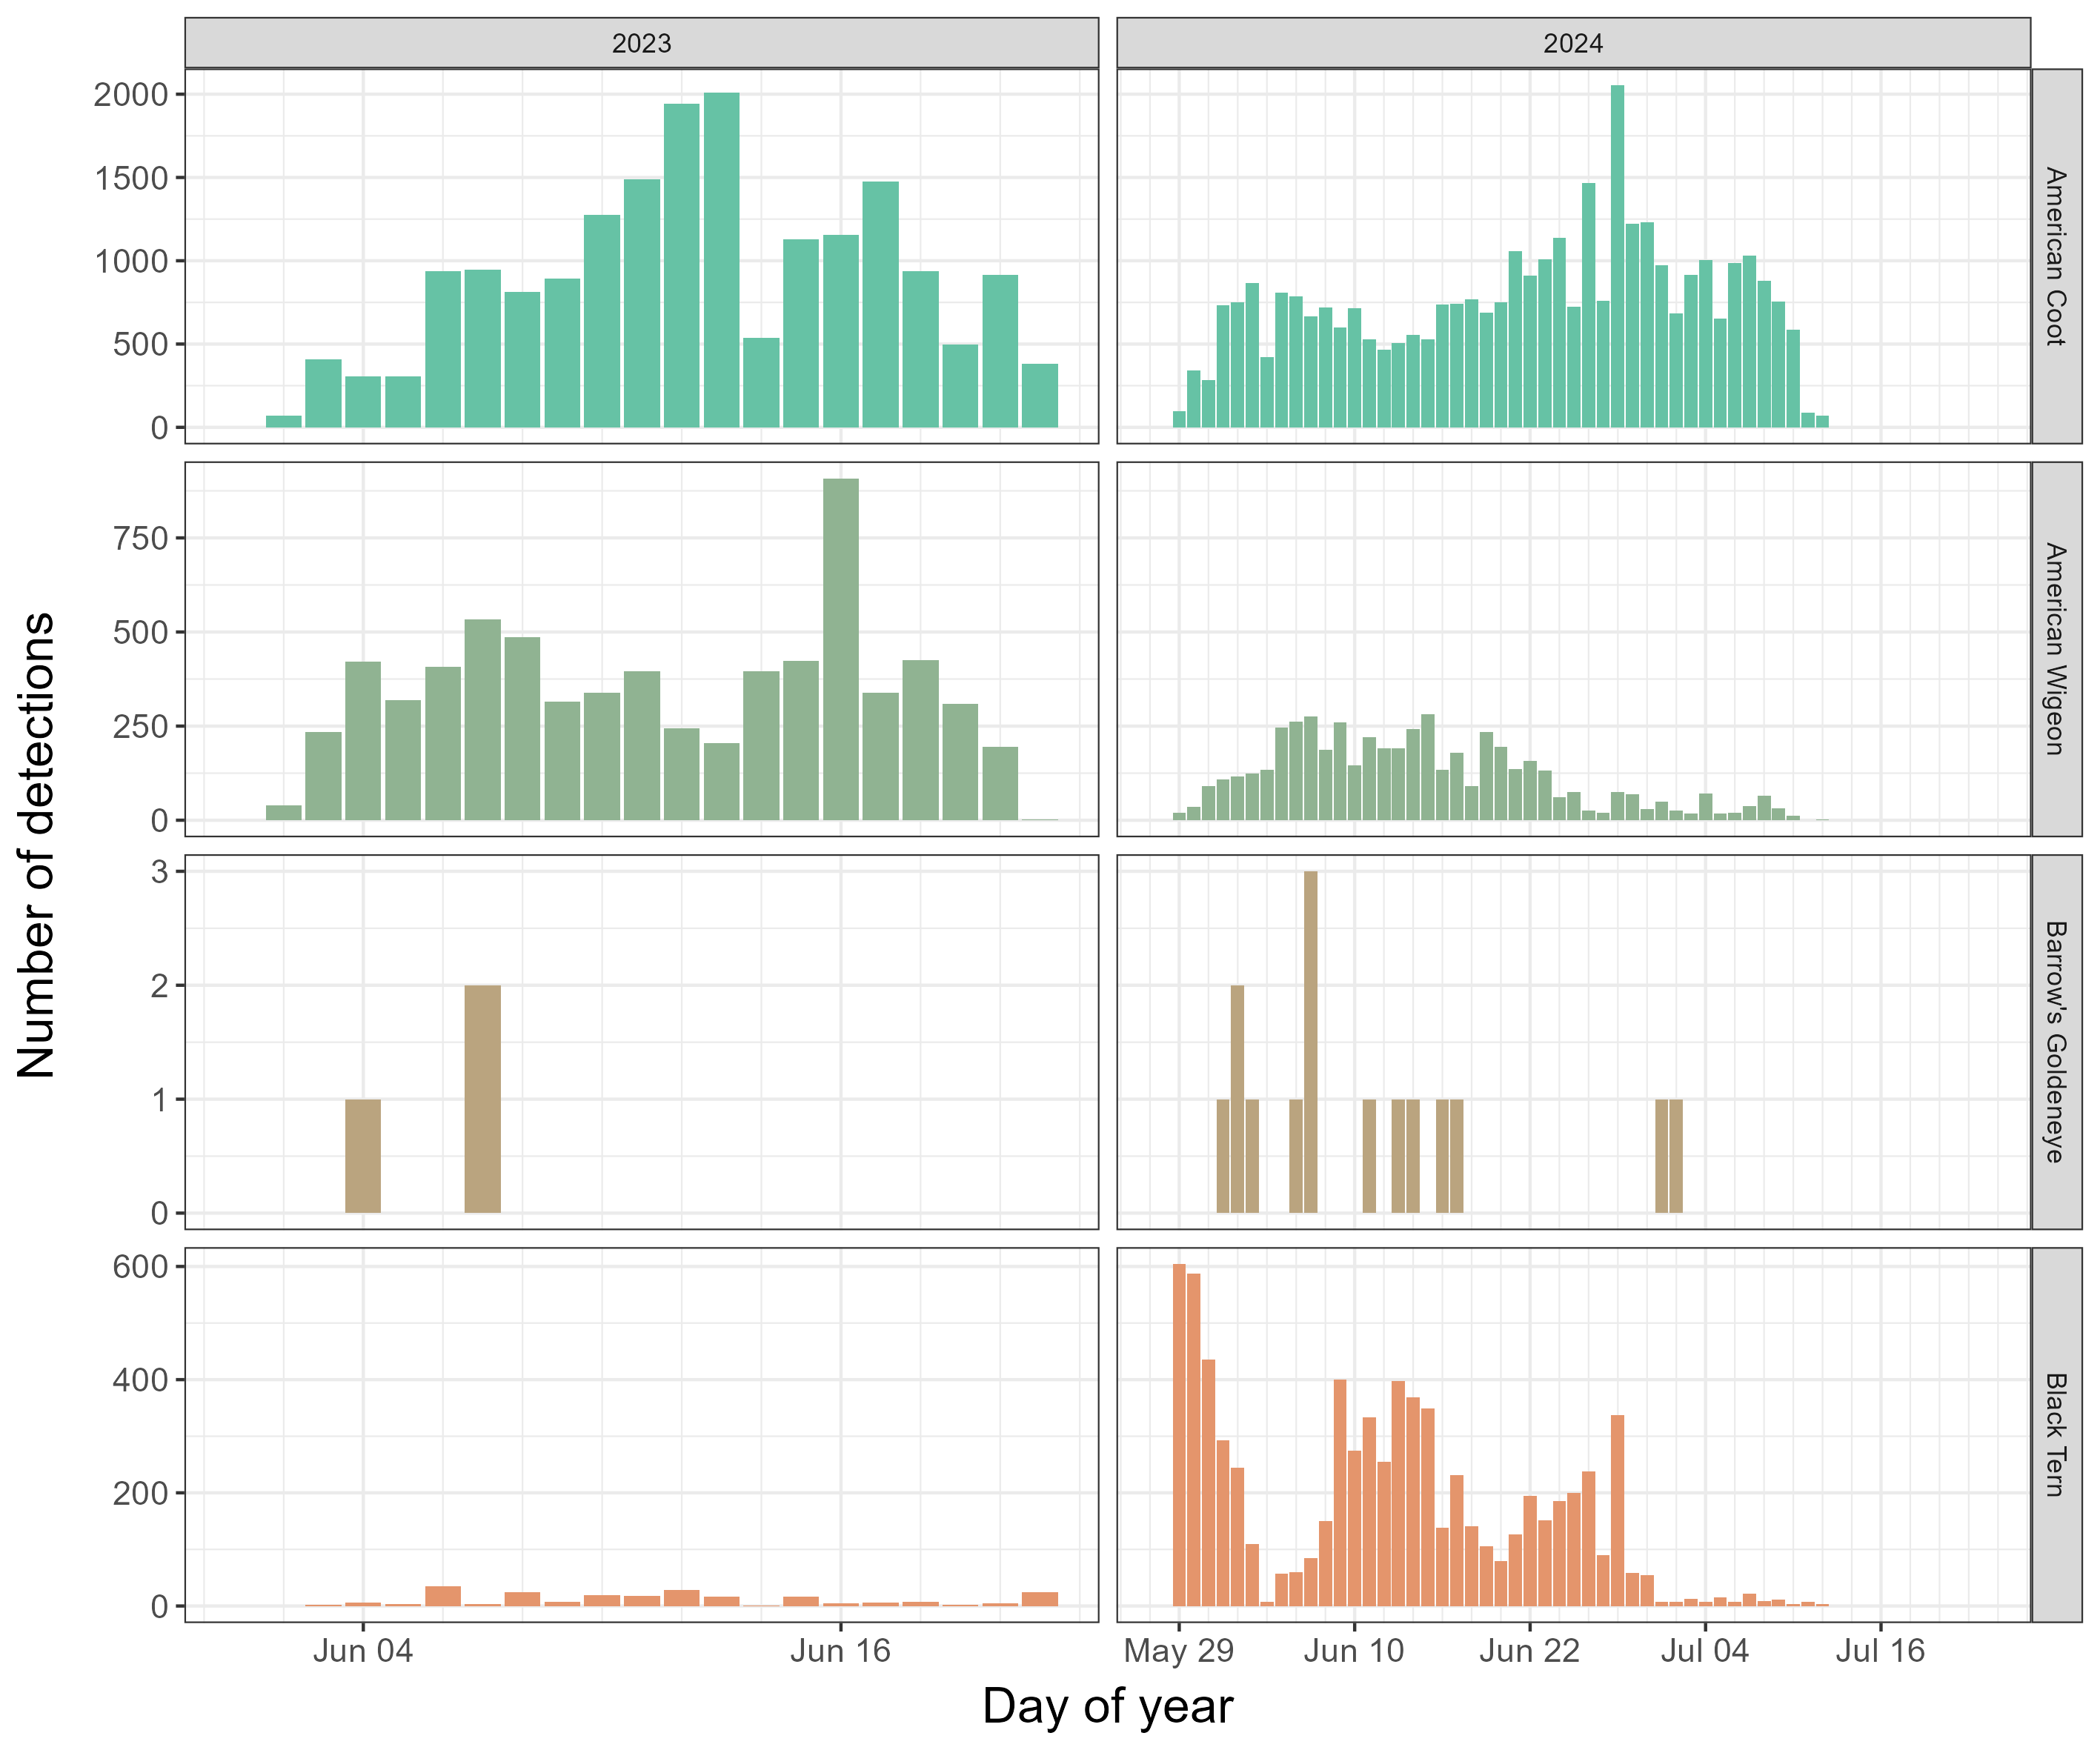 2023
2024
2000
1500
1000
500
0
American Coot
750
500
250
0
American Wigeon
3
2
1
0
Barrow's Goldeneye
600
400
200
0
Black Tern
Number of detections
Jun 04
Jun 16
May 29
Jun 10
Jun 22
Jul 04
Jul 16
Day of year